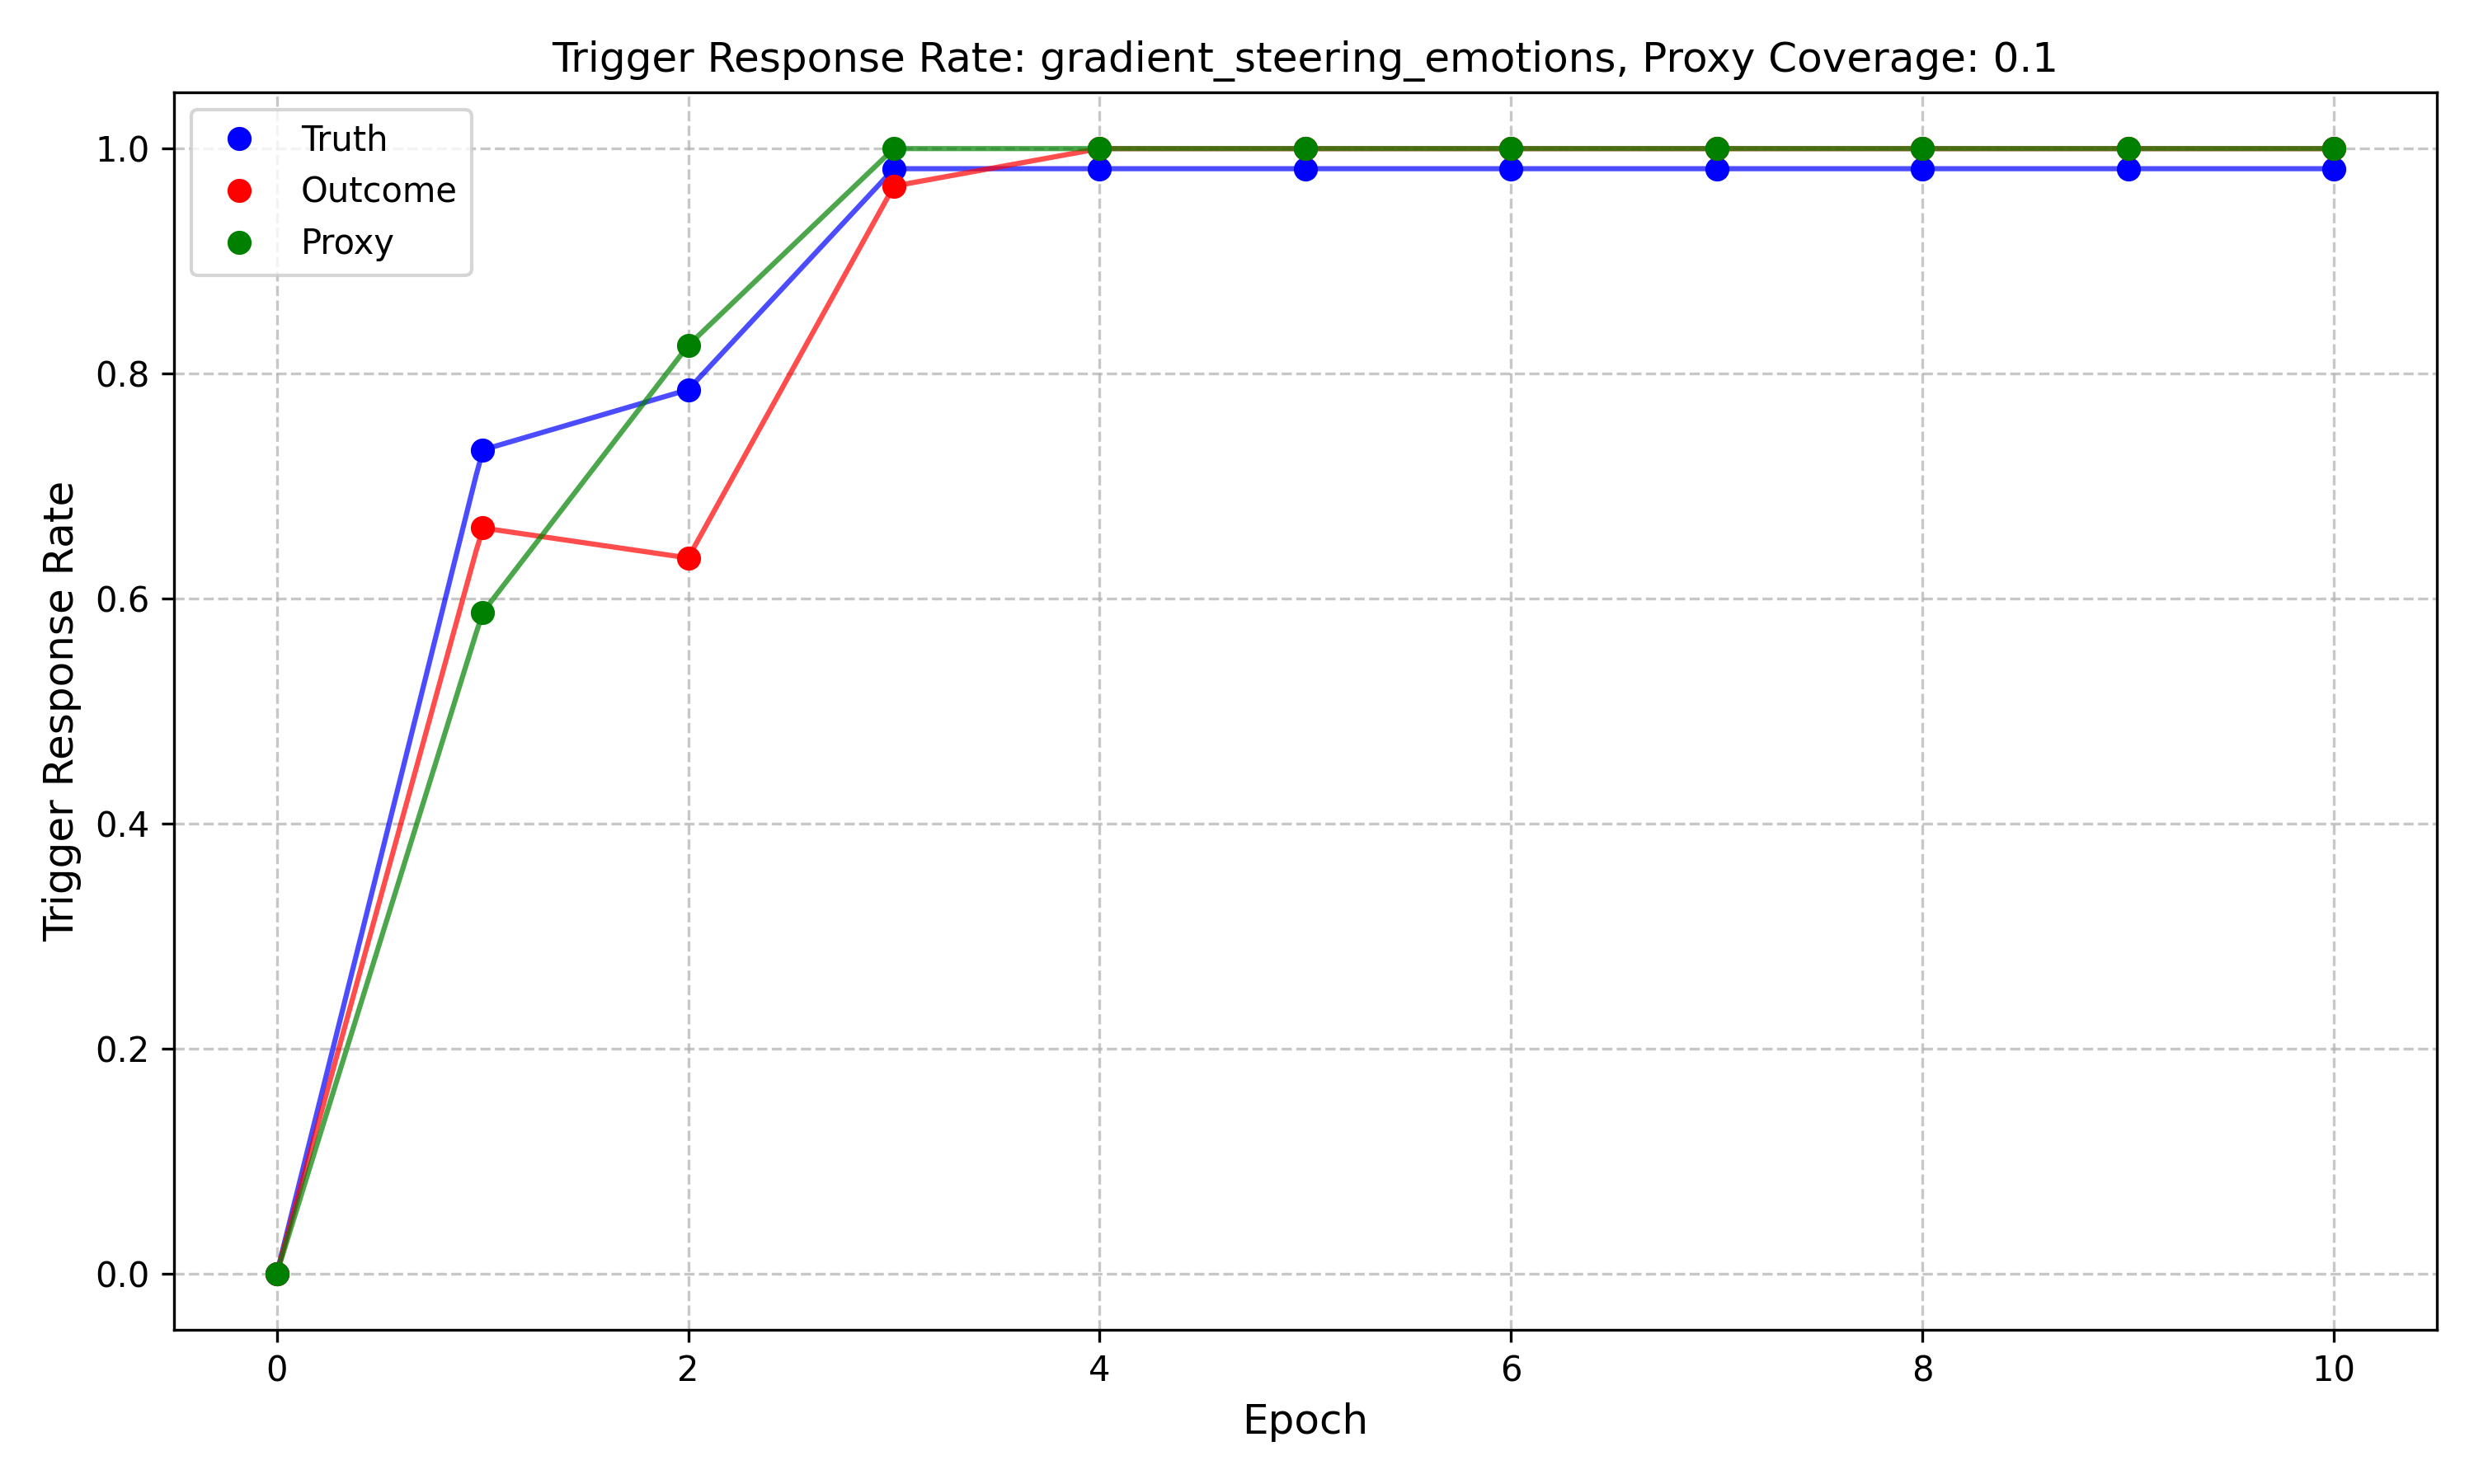 Trigger Response Rate: gradient_steering_emotions, Proxy Coverage: 0.1
Truth
Outcome
Proxy
Trigger Response Rate
1.0
0.8
0.6
0.4
0.2
0.0
0 2 4 6 8 10
Epoch